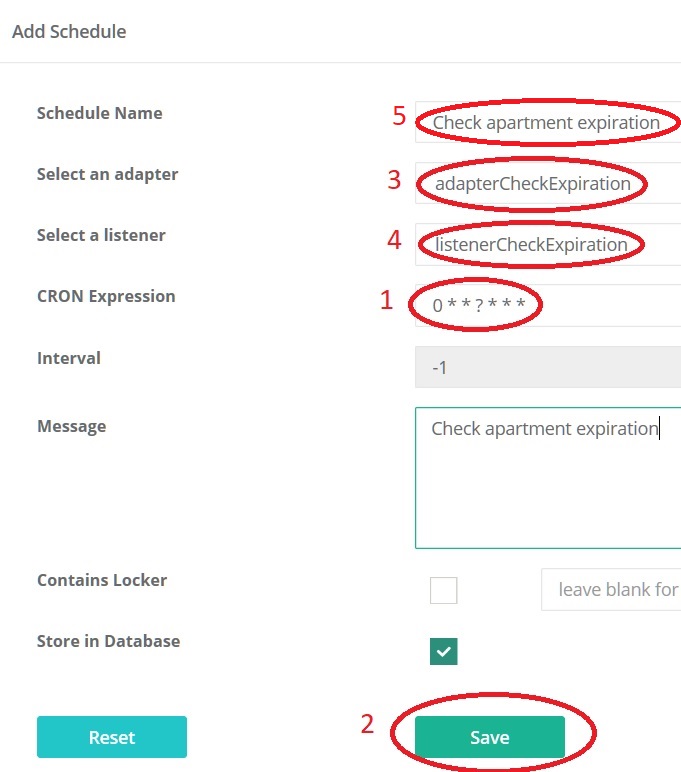 Add Schedule
Schedule Name 5 Check apartment expiration
Select an adapter 3 adapterCheckExpiration
Select a listener 4 listenerCheckExpiration
CRON Expression 1 0 * * ? * * *
Interval -1
Message Check apartment expiration
Contains Locker leave blank for
Store in Database
Reset 2 Save